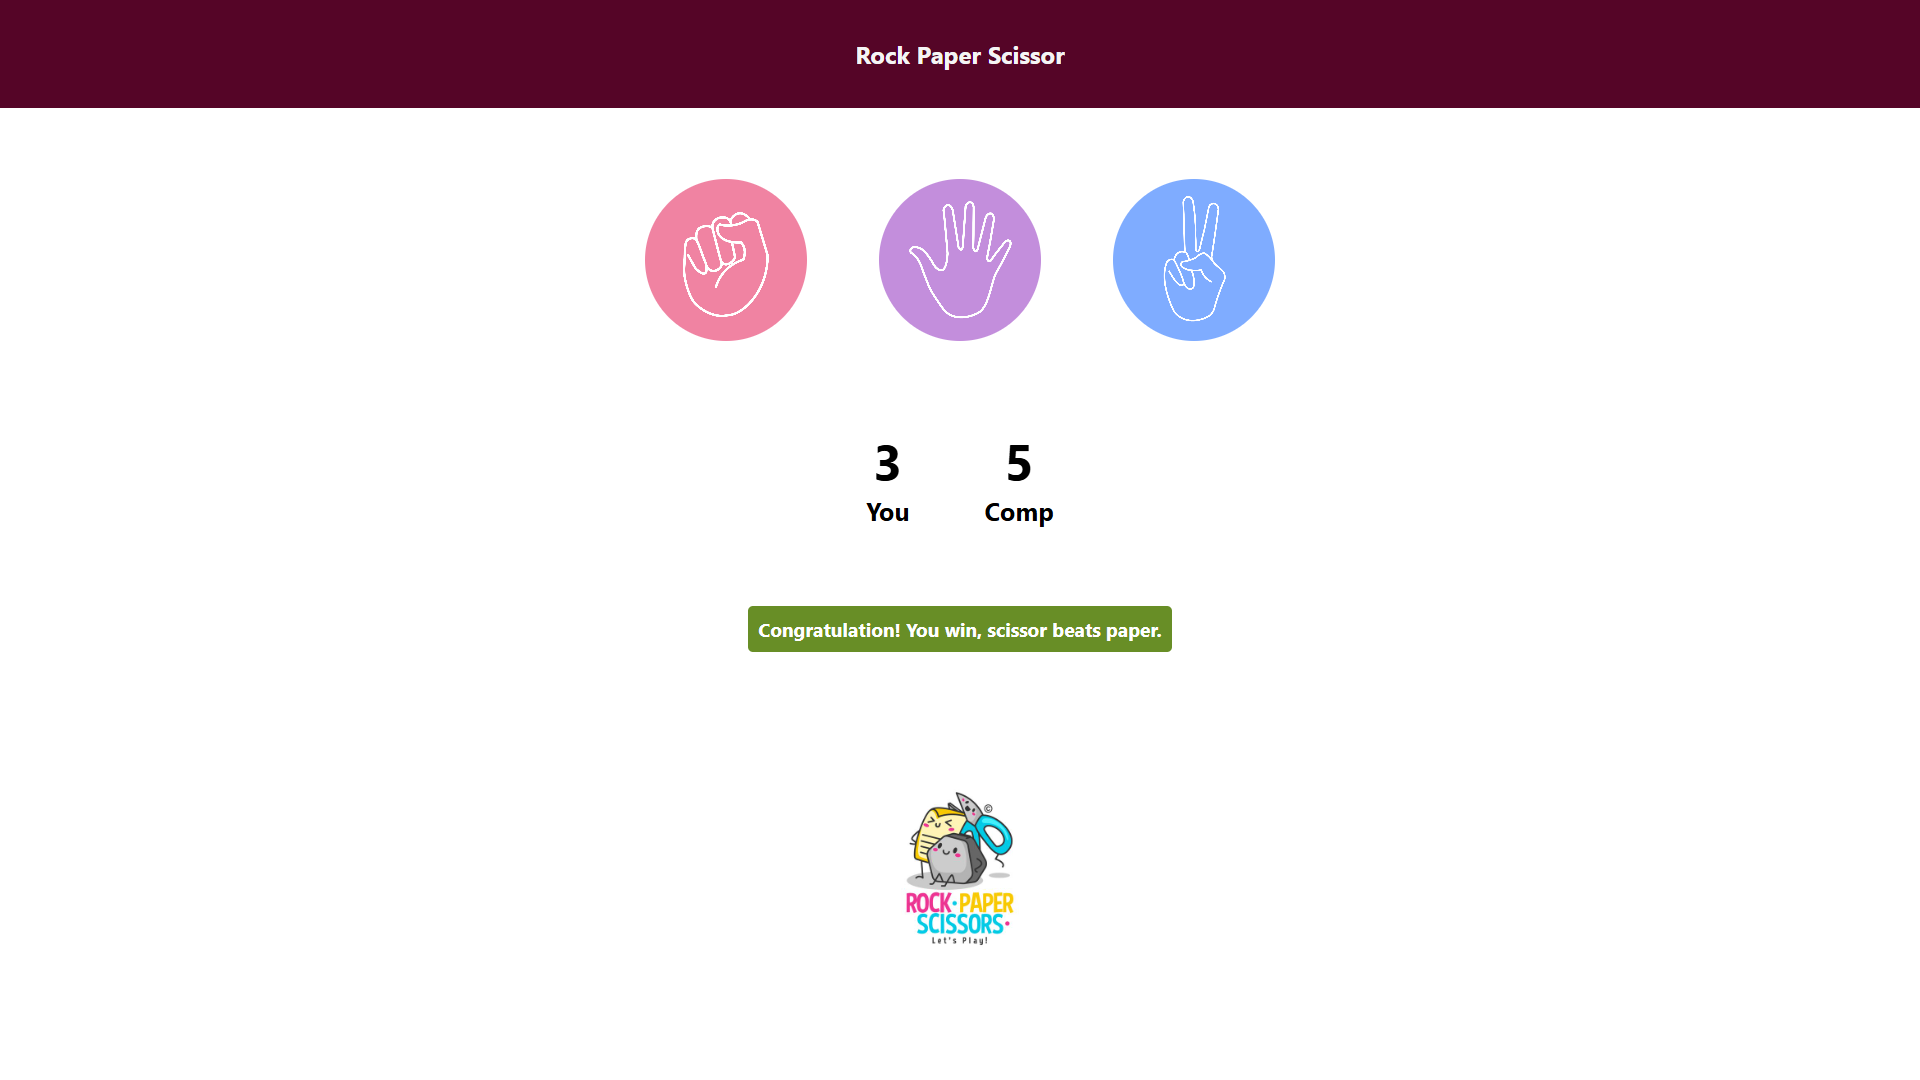 Rock Paper Scissor
3 5
You Comp
Congratulation! You win, scissor beats paper.
©
ROCK·PAPER
SCISSORS·
Let's Play!